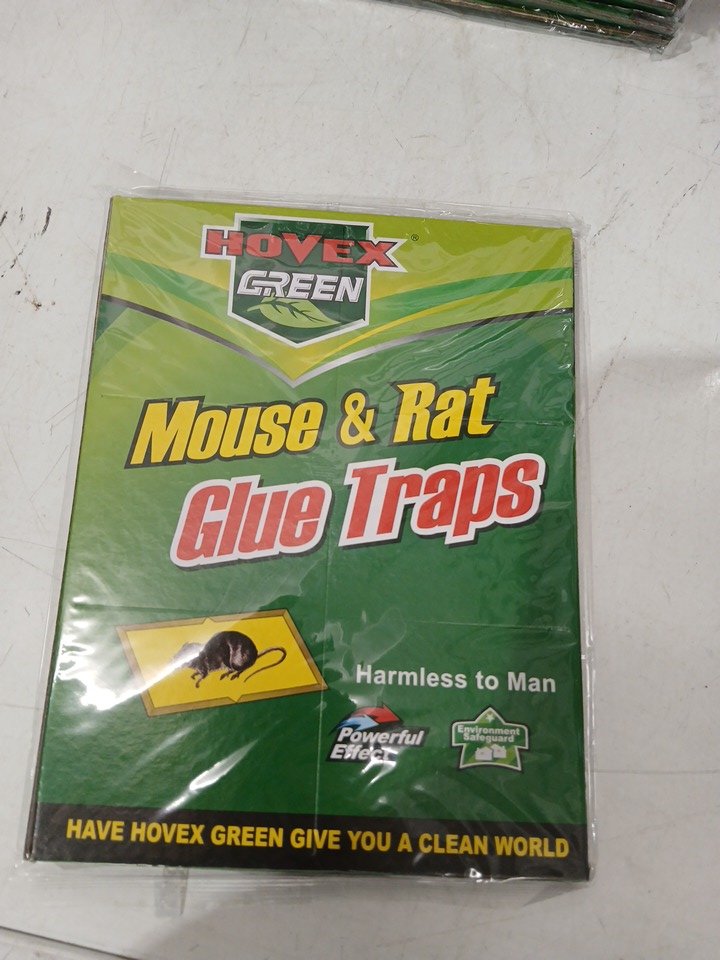 HOVEX ®
GREEN
Mouse & Rat
Glue Traps
Harmless to Man
Powerful
Effect
Environment
Safeguard
HAVE HOVEX GREEN GIVE YOU A CLEAN WORLD